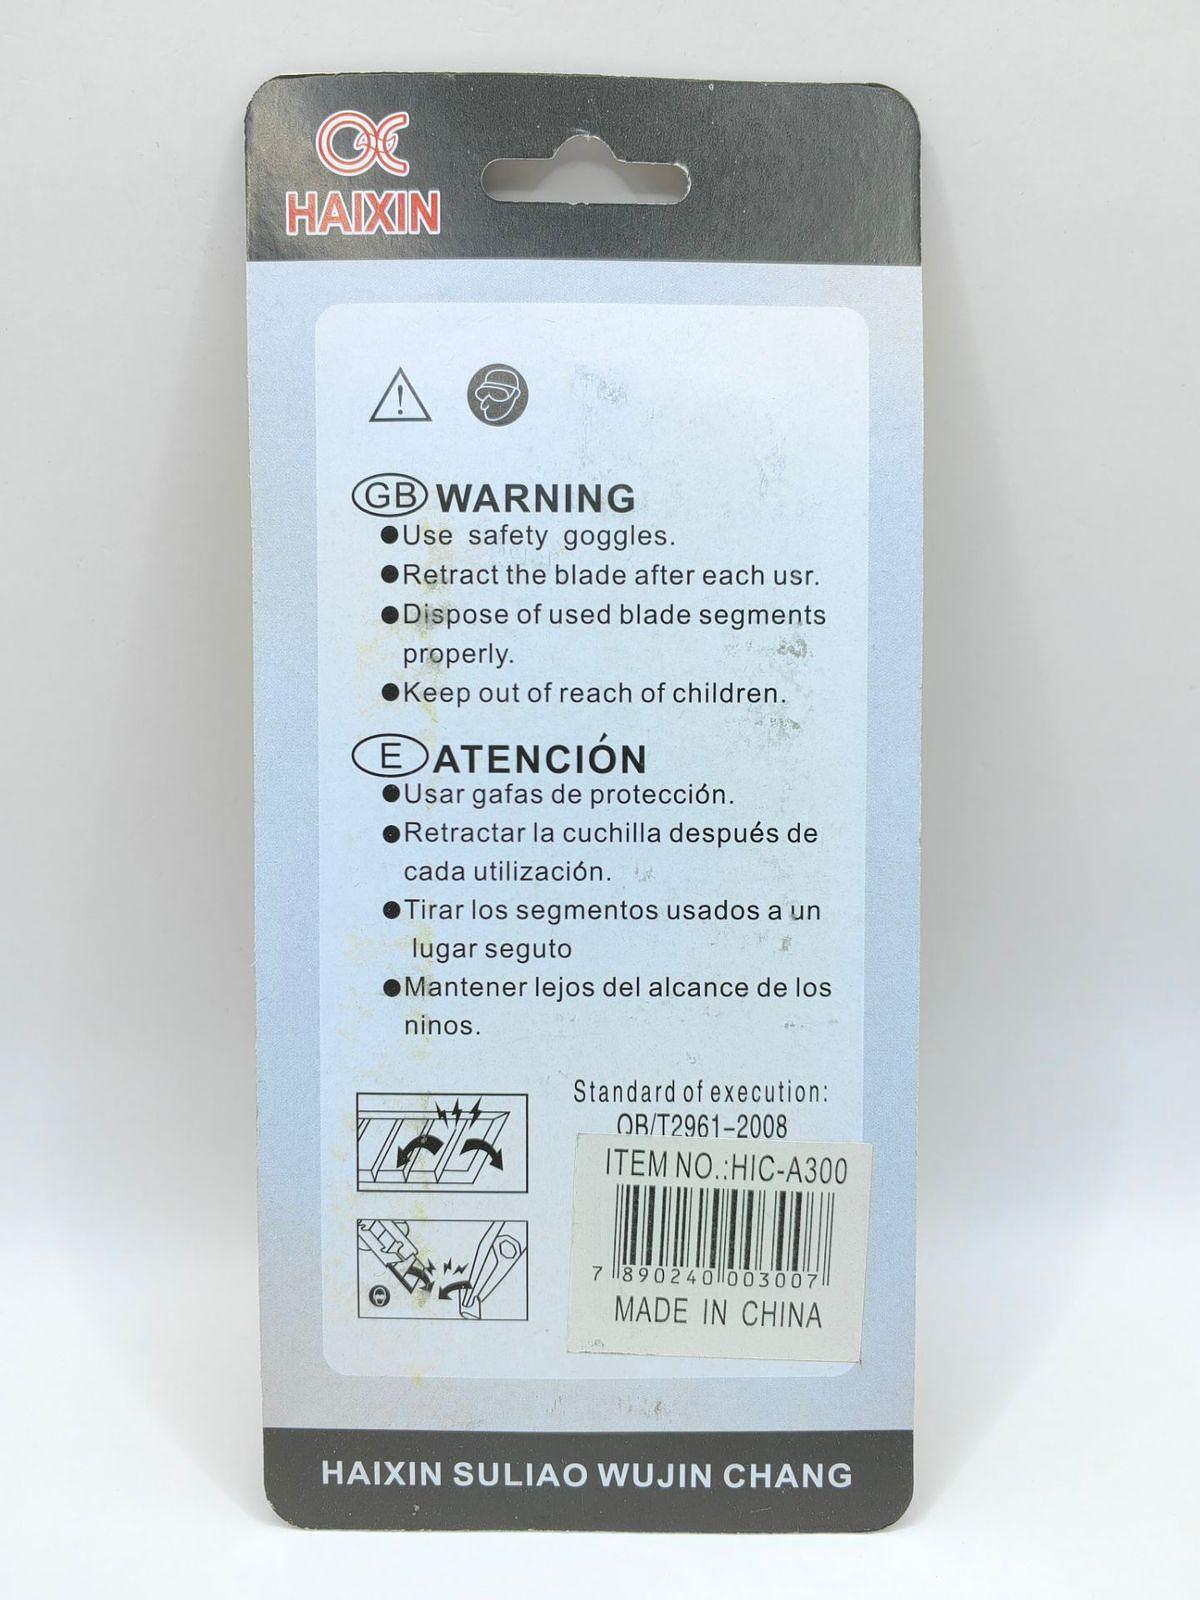 HAIXIN
GB WARNING
●Use safety goggles.
●Retract the blade after each usr.
●Dispose of used blade segments
properly.
●Keep out of reach of children.
E ATENCIÓN
●Usar gafas de protección.
●Retractar la cuchilla después de
cada utilización.
●Tirar los segmentos usados a un
lugar seguto
●Mantener lejos del alcance de los
ninos.
Standard of execution:
QB/T2961-2008
ITEM NO.:HIC-A300
7 890240 003007
MADE IN CHINA
HAIXIN SULIAO WUJIN CHANG